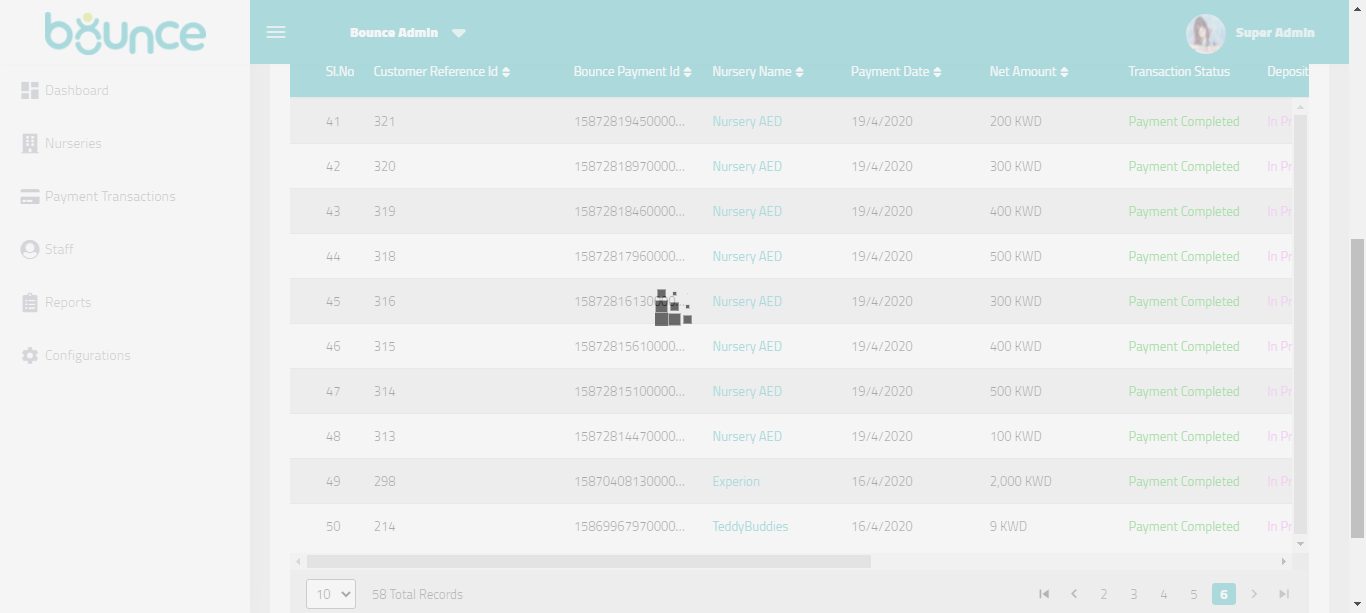 bounce
Bounce Admin
Super Admin
Dashboard
Nurseries
Payment Transactions
Staff
Reports
Configurations
Sl.No Customer Reference Id Bounce Payment Id Nursery Name Payment Date Net Amount Transaction Status Deposit
41 321 15872819450000... Nursery AED 19/4/2020 200 KWD Payment Completed In Pr
42 320 15872818970000... Nursery AED 19/4/2020 300 KWD Payment Completed In Pr
43 319 15872818460000... Nursery AED 19/4/2020 400 KWD Payment Completed In Pr
44 318 15872817960000... Nursery AED 19/4/2020 500 KWD Payment Completed In Pr
45 316 15872816130000... Nursery AED 19/4/2020 300 KWD Payment Completed In Pr
46 315 15872815610000... Nursery AED 19/4/2020 400 KWD Payment Completed In Pr
47 314 15872815100000... Nursery AED 19/4/2020 500 KWD Payment Completed In Pr
48 313 15872814470000... Nursery AED 19/4/2020 100 KWD Payment Completed In Pr
49 298 15870408130000... Experion 16/4/2020 2,000 KWD Payment Completed In Pr
50 214 15869967970000... TeddyBuddies 16/4/2020 9 KWD Payment Completed In Pr
10 58 Total Records 2 3 4 5 6